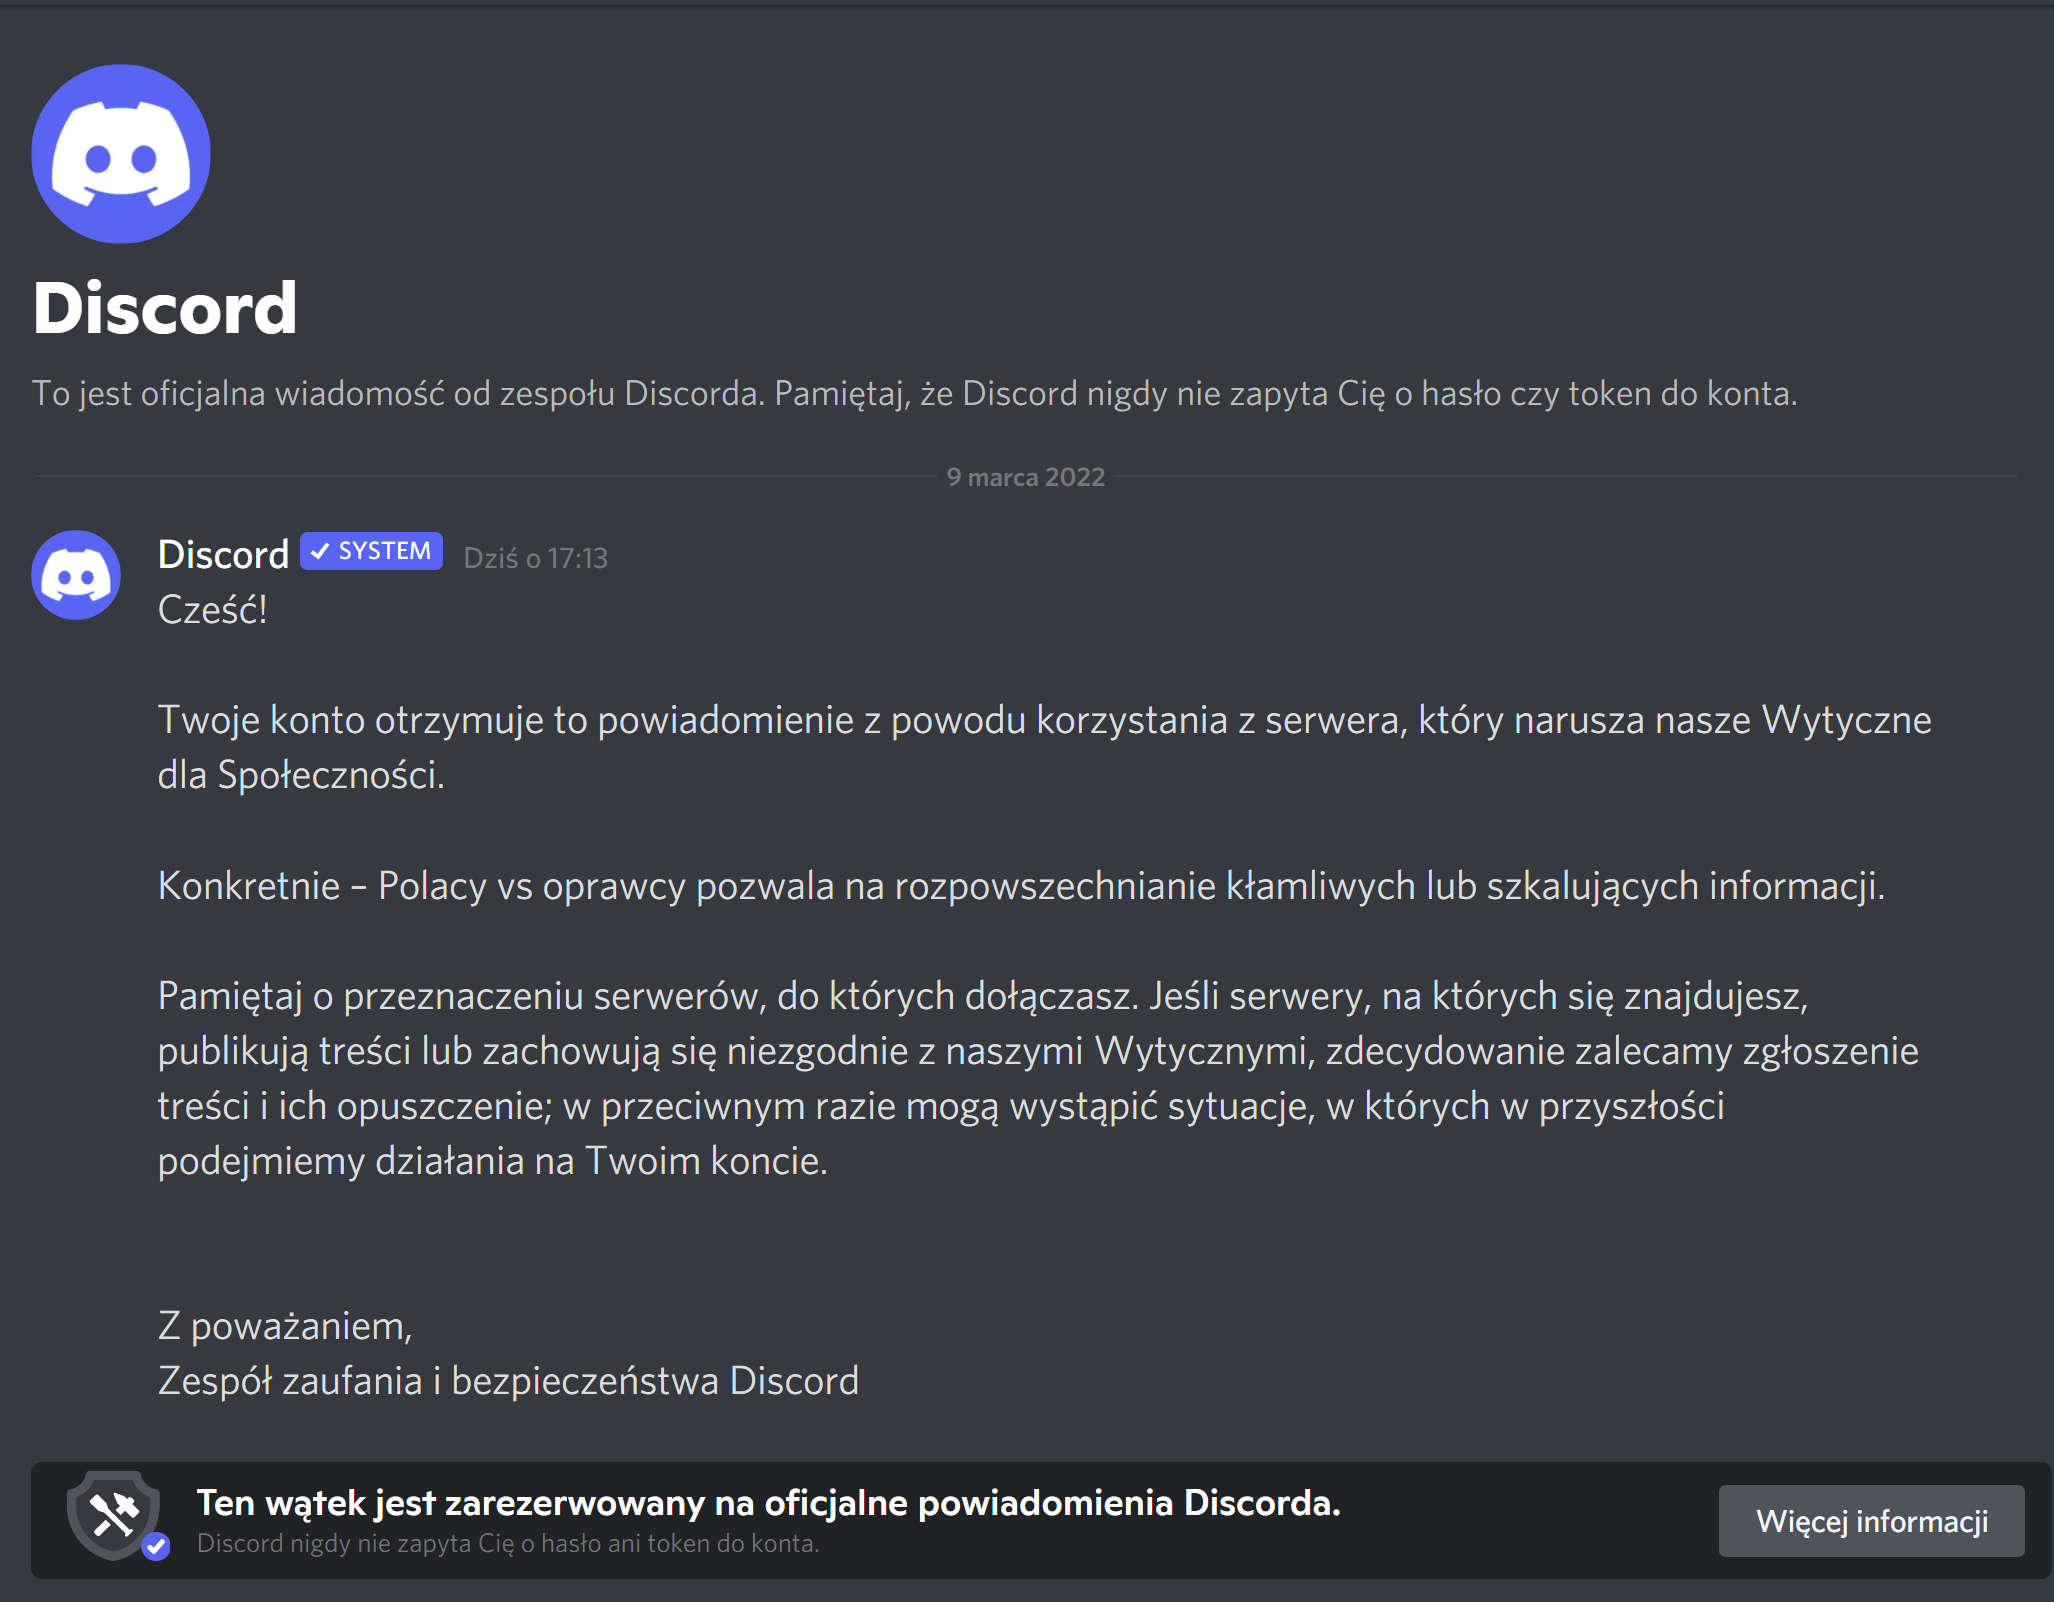 Discord
To jest oficjalna wiadomość od zespołu Discorda. Pamiętaj, że Discord nigdy nie zapyta Cię o hasło czy token do konta.
9 marca 2022
Discord ✓ SYSTEM Dziś o 17:13
Cześć!
Twoje konto otrzymuje to powiadomienie z powodu korzystania z serwera, który narusza nasze Wytyczne
dla Społeczności.
Konkretnie – Polacy vs oprawcy pozwala na rozpowszechnianie kłamliwych lub szkalujących informacji.
Pamiętaj o przeznaczeniu serwerów, do których dołączasz. Jeśli serwery, na których się znajdujesz,
publikują treści lub zachowują się niezgodnie z naszymi Wytycznymi, zdecydowanie zalecamy zgłoszenie
treści i ich opuszczenie; w przeciwnym razie mogą wystąpić sytuacje, w których w przyszłości
podejmiemy działania na Twoim koncie.
Z poważaniem,
Zespół zaufania i bezpieczeństwa Discord
Ten wątek jest zarezerwowany na oficjalne powiadomienia Discorda.
Discord nigdy nie zapyta Cię o hasło ani token do konta.
Więcej informacji